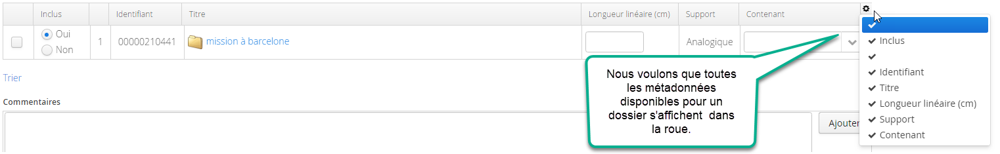 Inclus Identifiant Titre Longueur linéaire (cm) Support Contenant
Oui
Non
1 00000210441 mission à barcelone Analogique
Trier
Commentaires
Ajouter
Nous voulons que toutes
les métadonnées
disponibles pour un
dossier s'affichent dans
la roue.
Inclus
Identifiant
Titre
Longueur linéaire (cm)
Support
Contenant